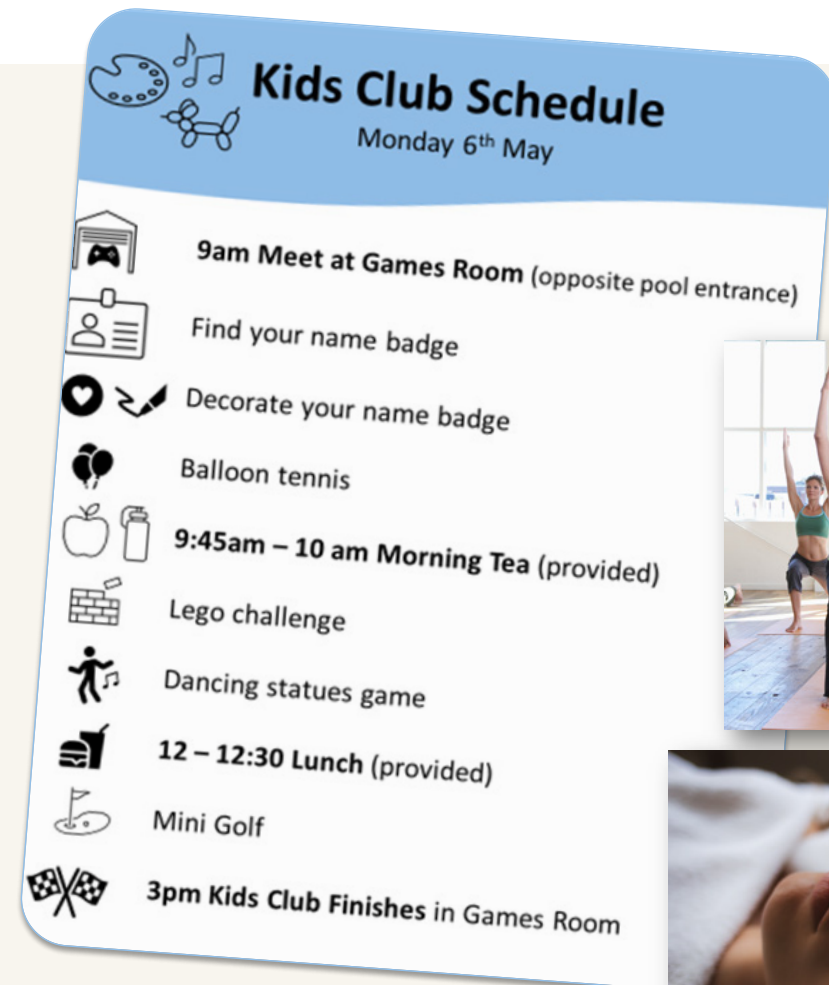 Kids Club Schedule
Monday 6th May
9am Meet at Games Room (opposite pool entrance)
Find your name badge
Decorate your name badge
Balloon tennis
9:45am – 10 am Morning Tea (provided)
Lego challenge
Dancing statues game
12 – 12:30 Lunch (provided)
Mini Golf
3pm Kids Club Finishes in Games Room